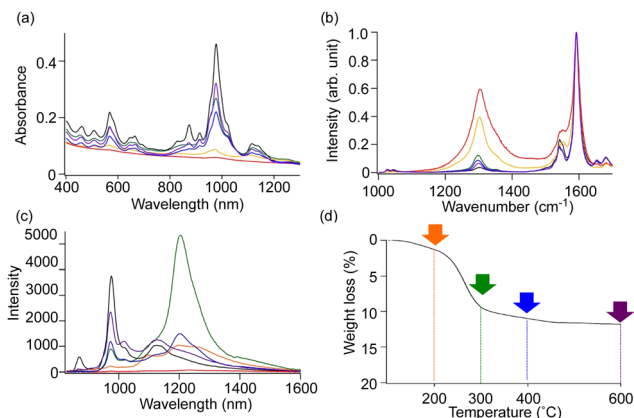 (a)
Absorbance
0.4
0.2
0
400 600 800 1000 1200
Wavelength (nm)
(b)
Intensity (arb. unit)
1.0
0.8
0.6
0.4
0.2
0
1000 1200 1400 1600
Wavenumber (cm⁻¹)
(c)
Intensity
5000
4000
3000
2000
1000
0
1000 1200 1400 1600
Wavelength (nm)
(d)
Weight loss (%)
0
5
10
15
20
200 300 400 600
Temperature (˚C)